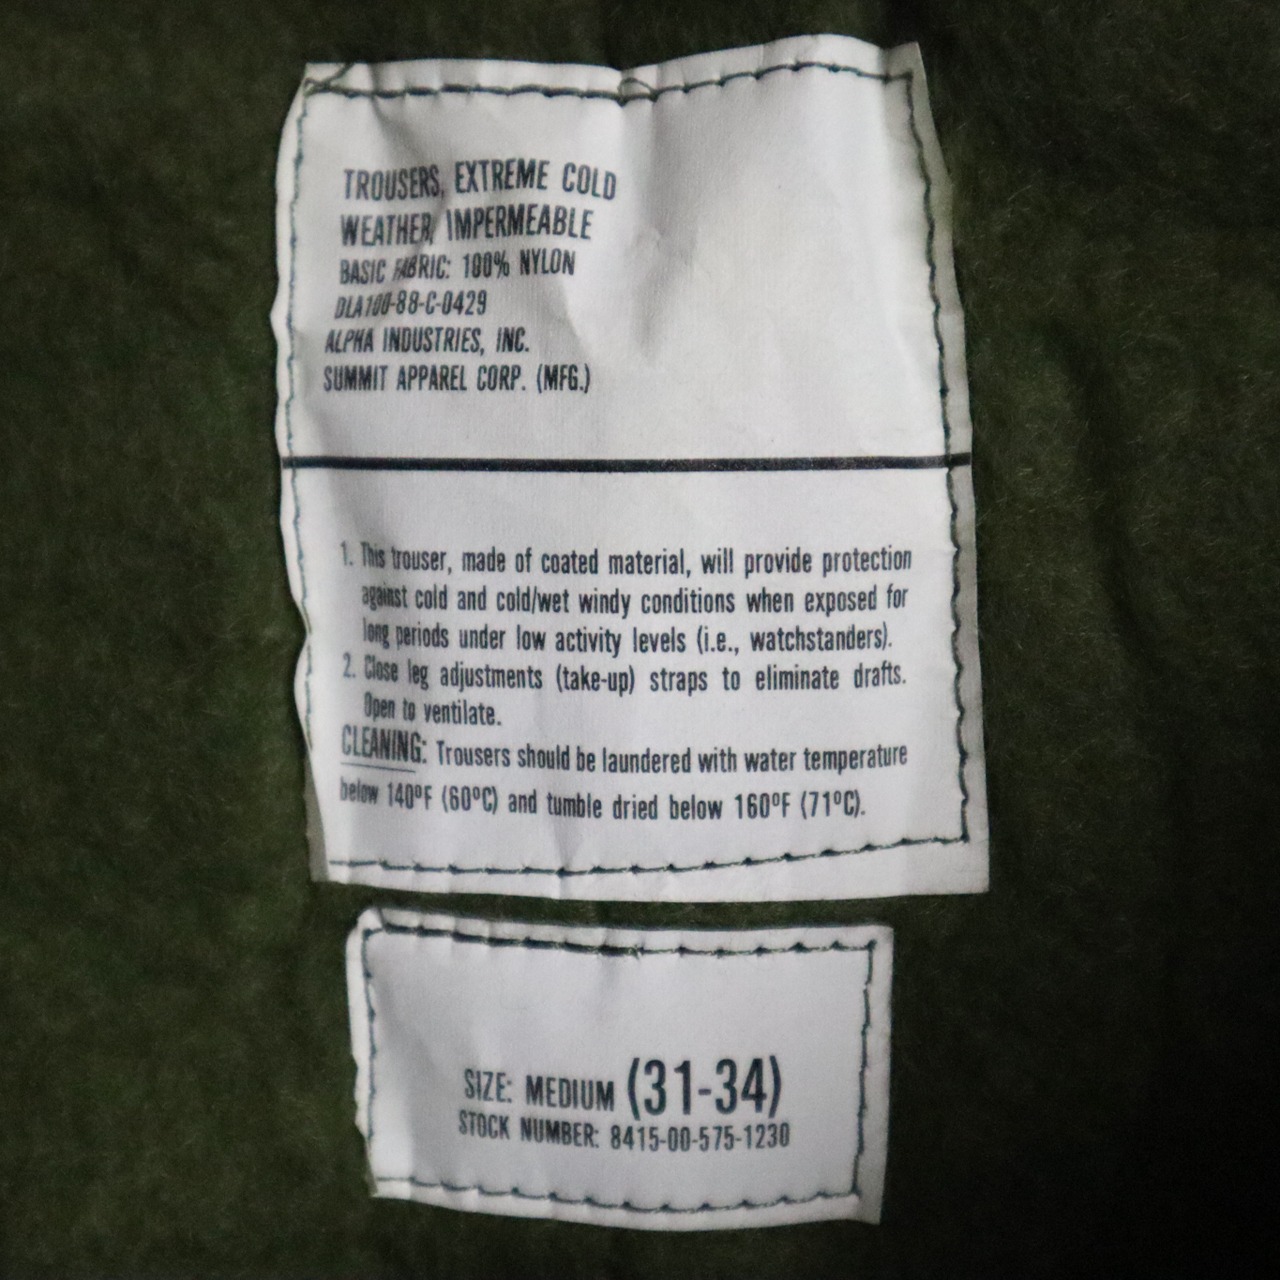 TROUSERS, EXTREME COLD
WEATHER, IMPERMEABLE
BASIC FABRIC: 100% NYLON
DLA100-88-C-0429
ALPHA INDUSTRIES, INC.
SUMMIT APPAREL CORP. (MFG.)
1. This trouser, made of coated material, will provide protection
against cold and cold/wet windy conditions when exposed for
long periods under low activity levels (i.e., watchstanders).
2. Close leg adjustments (take-up) straps to eliminate drafts.
Open to ventilate.
CLEANING: Trousers should be laundered with water temperature
below 140ºF (60ºC) and tumble dried below 160ºF (71ºC).
SIZE: MEDIUM (31-34)
STOCK NUMBER: 8415-00-575-1230